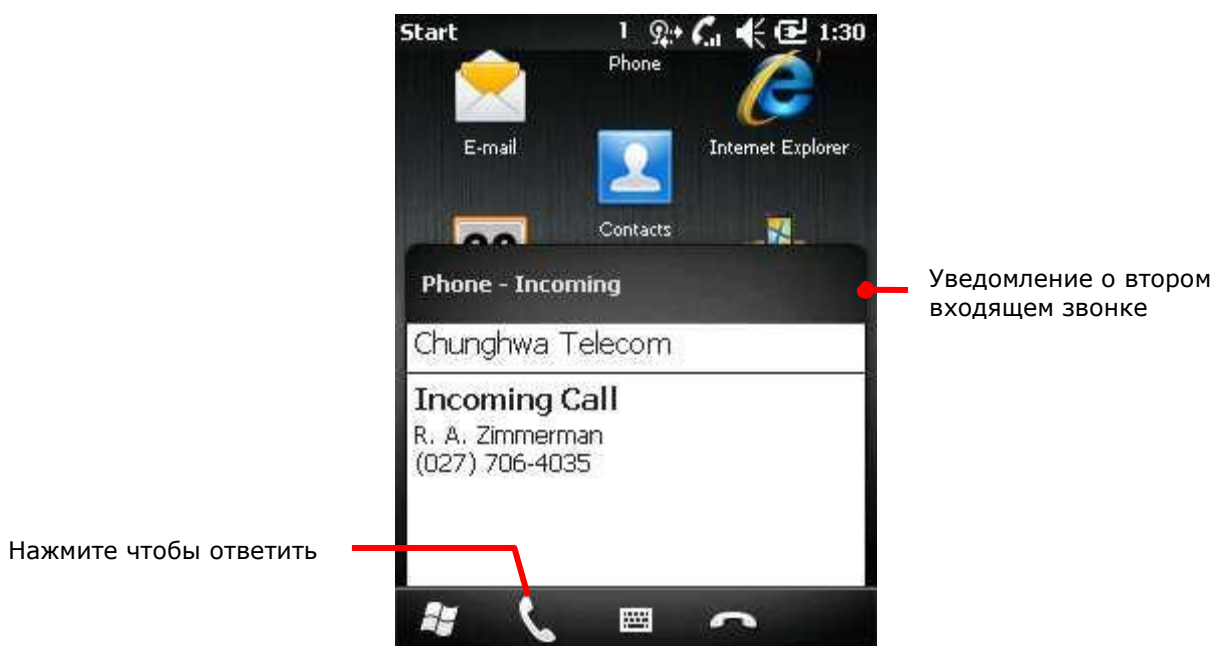 Start 1 1:30
Phone
E-mail
Internet Explorer
Contacts
Phone - Incoming
Уведомление о втором
входящем звонке
Chunghwa Telecom
Incoming Call
R. A. Zimmerman
(027) 706-4035
Нажмите чтобы ответить